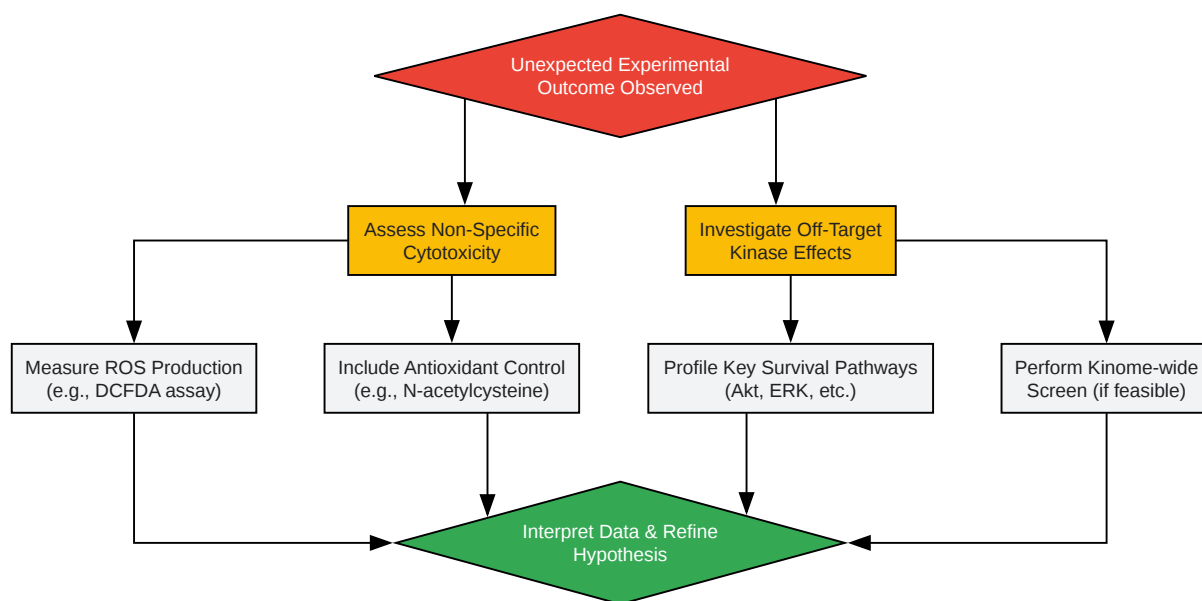 Unexpected Experimental
Outcome Observed
Assess Non-Specific
Cytotoxicity
Investigate Off-Target
Kinase Effects
Measure ROS Production
(e.g., DCFDA assay)
Include Antioxidant Control
(e.g., N-acetylcysteine)
Profile Key Survival Pathways
(Akt, ERK, etc.)
Perform Kinome-wide
Screen (if feasible)
Interpret Data & Refine
Hypothesis